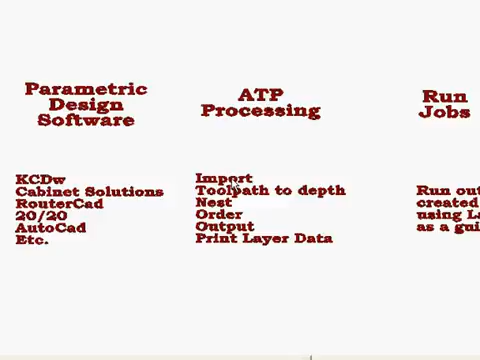 Parametric
Design
Software
ATP
Processing
Run
Jobs
KCDw
Cabinet Solutions
RouterCad
20/20
AutoCad
Etc.
Import
Toolpath to depth
Nest
Order
Output
Print Layer Data
Run out
created
using L
as a gui